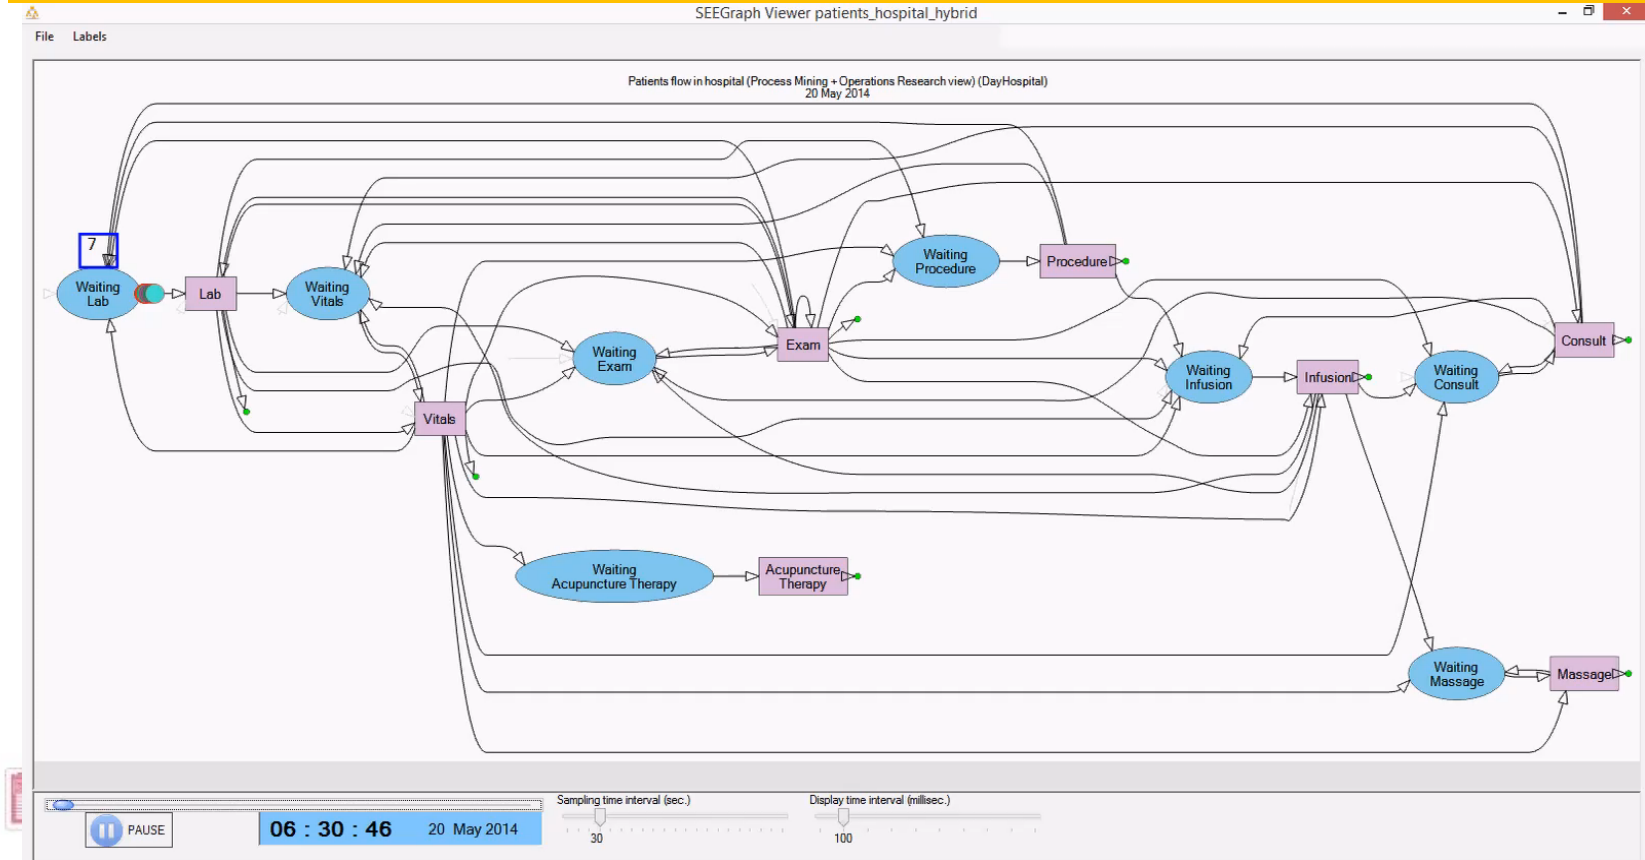 SEEGraph Viewer patients_hospital_hybrid
File Labels
Patients flow in hospital (Process Mining + Operations Research view) (DayHospital)
20 May 2014
7
Waiting
Lab
Lab
Waiting
Vitals
Waiting
Procedure
Procedure
Waiting
Exam
Exam
Consult
Waiting
Infusion
Infusion
Waiting
Consult
Vitals
Waiting
Acupuncture Therapy
Acupuncture
Therapy
Waiting
Massage
Massage
Sampling time interval (sec.)
Display time interval (millisec.)
PAUSE
06 : 30 : 46 20 May 2014
30
100